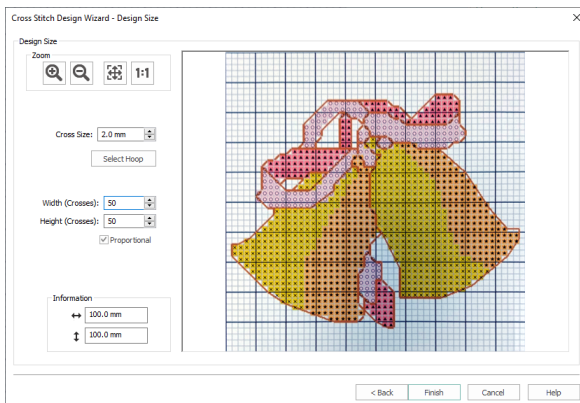 Cross Stitch Design Wizard - Design Size
Design Size
Zoom
1:1
Cross Size: 2.0 mm
Select Hoop
Width (Crosses): 50
Height (Crosses): 50
Proportional
Information
100.0 mm
100.0 mm
< Back Finish Cancel Help